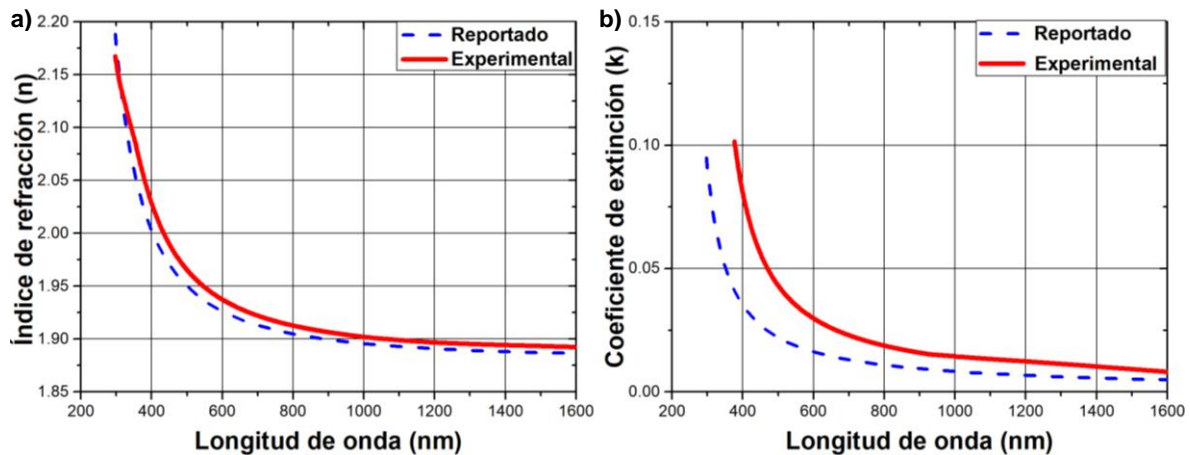 a)
Índice de refracción (n)
2.20
2.15
2.10
2.05
2.00
1.95
1.90
1.85
Reportado
Experimental
200 400 600 800 1000 1200 1400 1600
Longitud de onda (nm)
b)
Coeficiente de extinción (k)
0.15
0.10
0.05
0.00
Reportado
Experimental
200 400 600 800 1000 1200 1400 1600
Longitud de onda (nm)